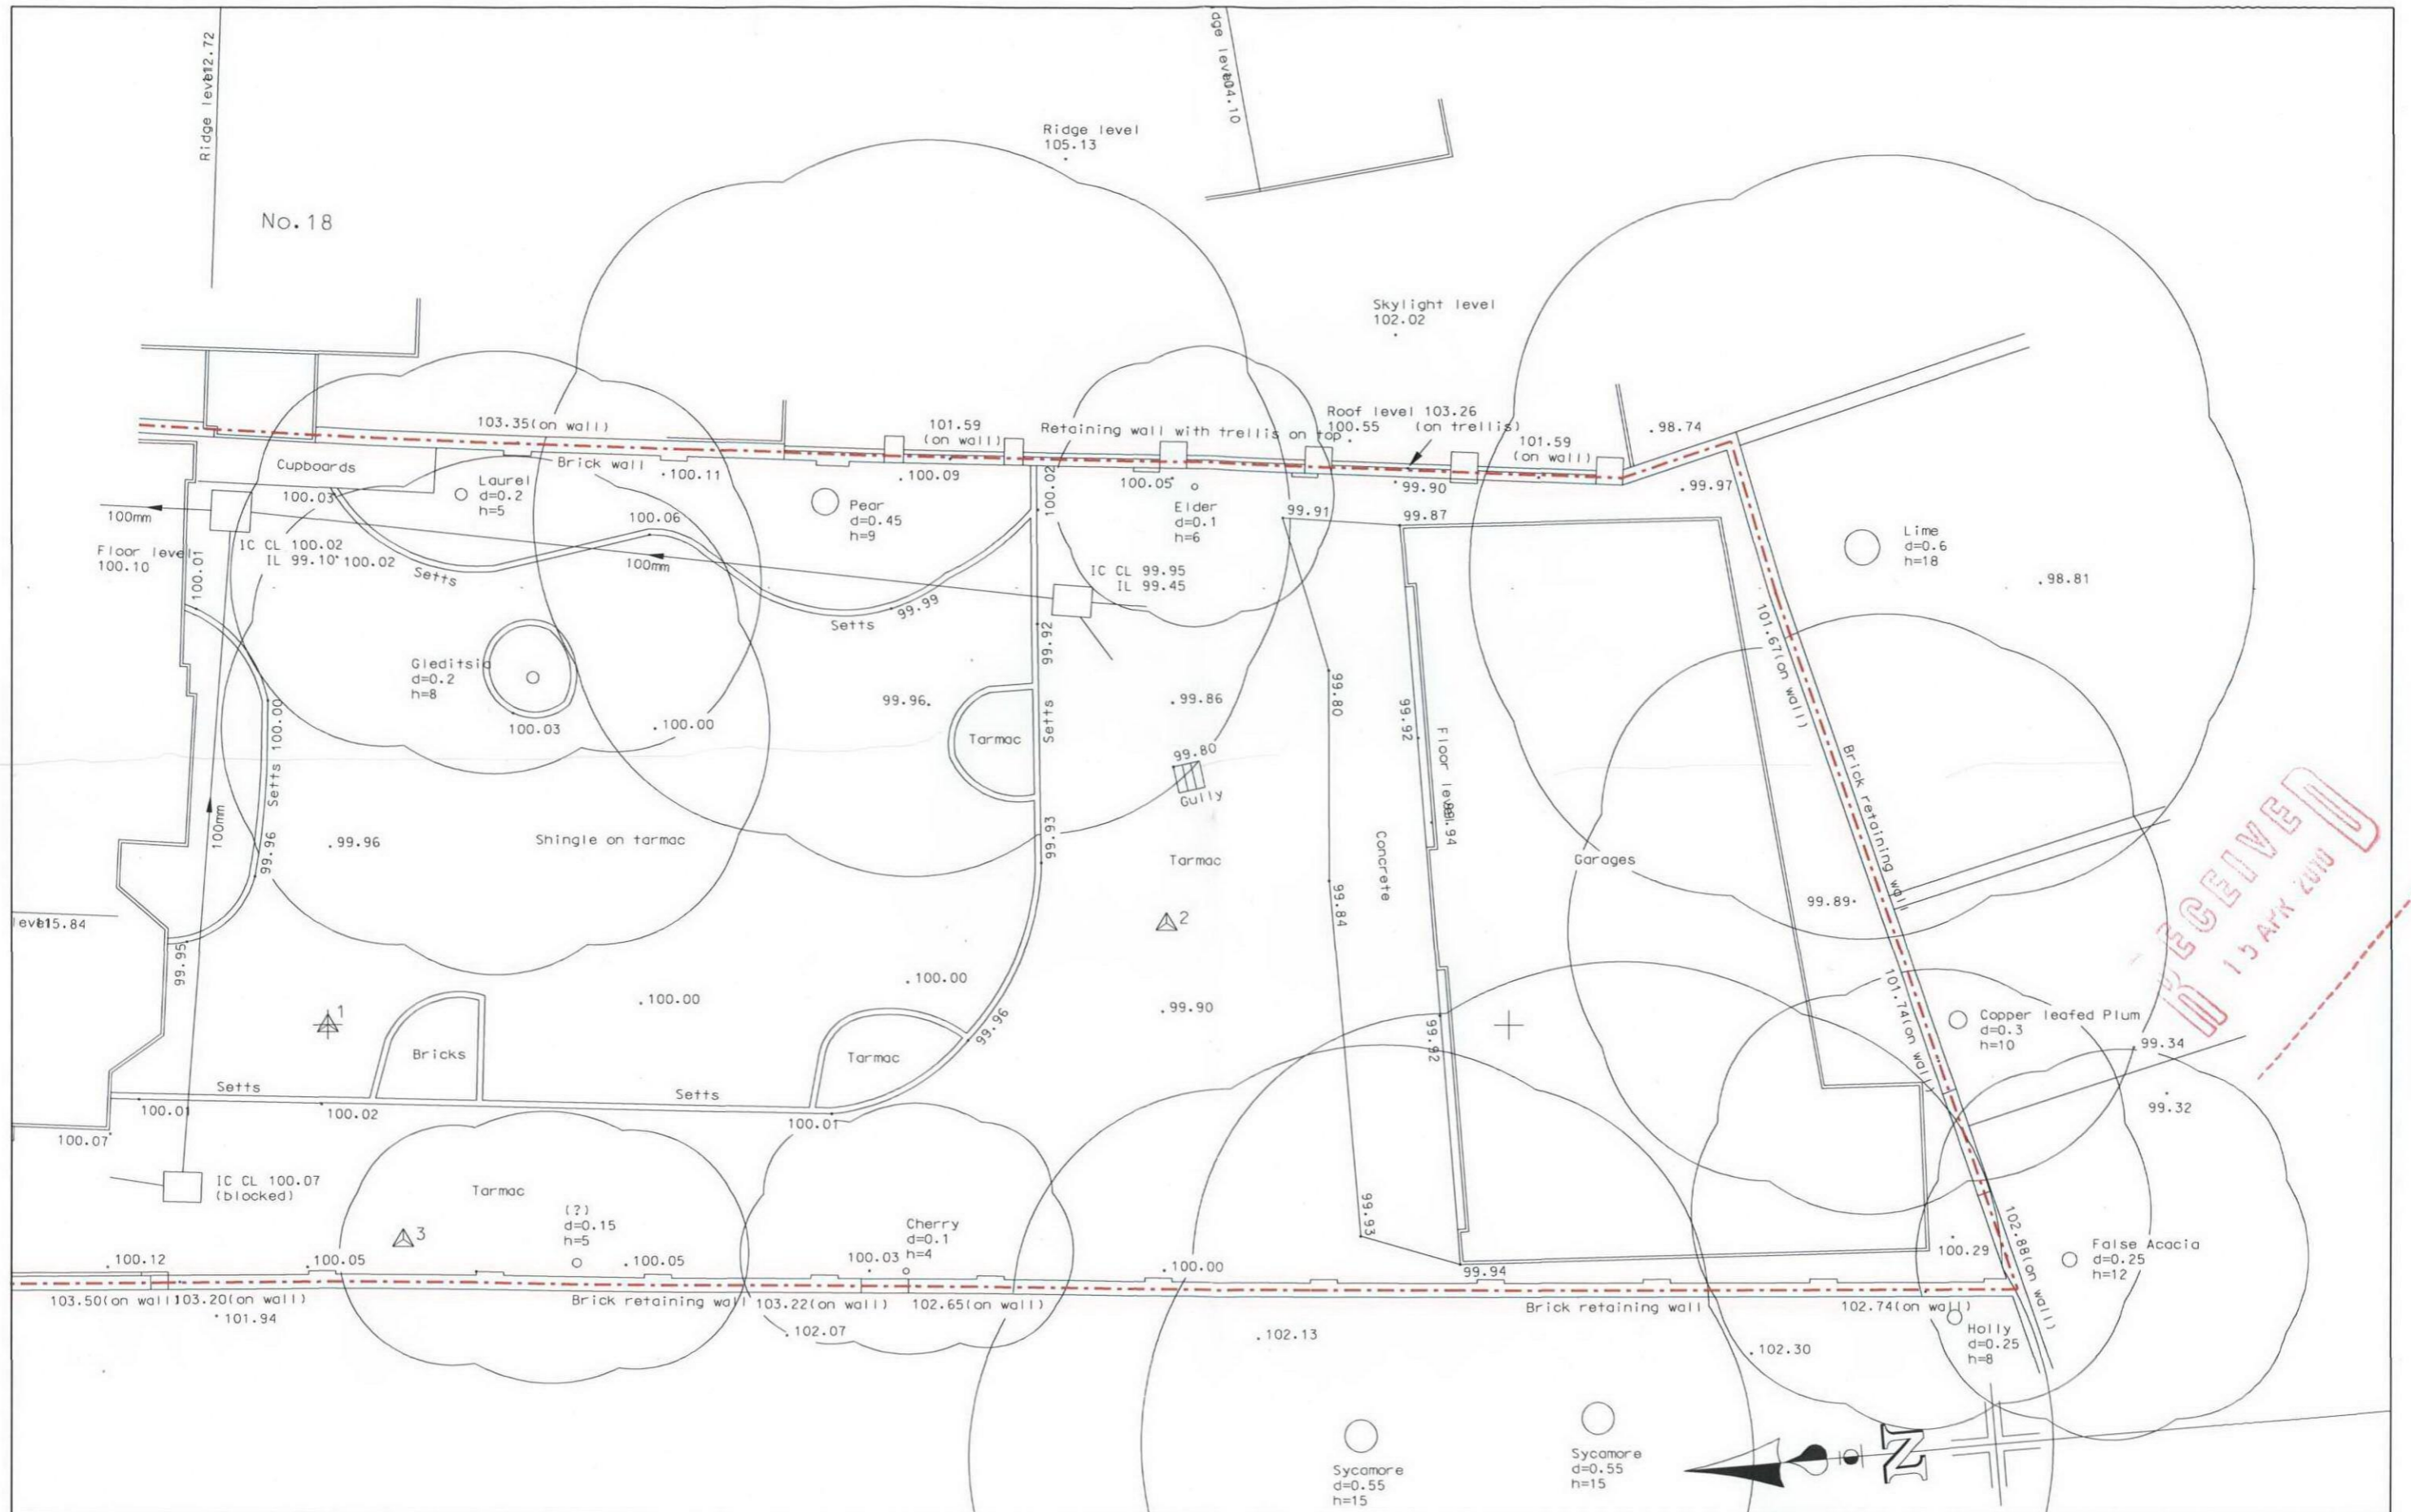 Ridge level 12.72
dge level
104.10
Ridge level
105.13
No.18
Skylight level
102.02
103.35(on wall)
101.59
(on wall)
Retaining wall with trellis on top
Roof level 103.26
100.55
(on trellis)
101.59
(on wall)
.98.74
Cupboards
Brick wall
.100.11
.100.09
100.02
100.05
.99.90
.99.97
100.03
Laurel
d=0.2
h=5
Pear
d=0.45
h=9
Elder
d=0.1
h=6
99.91
99.87
100mm
100.06
Lime
d=0.6
h=18
Floor level
100.10
100.01
IC CL 100.02
IL 99.10
100.02
Setts
100mm
IC CL 99.95
IL 99.45
.98.81
99.99
Setts
99.92
101.67(on wall)
Gleditsia
d=0.2
h=8
100.03
.100.00
99.96.
Setts
.99.86
99.80
99.92
Floor level
99.94
Tarmac
99.80
Gully
Brick retaining wall
Setts 100.00
100mm
99.96
.99.96
Shingle on tarmac
99.93
Tarmac
Concrete
Garages
99.84
99.89
RECEIVED
15 APR 2010
level
115.84
99.95
2
.100.00
.100.00
.99.90
101.74(on wall)
1
Bricks
Tarmac
99.96
99.92
Copper leafed Plum
d=0.3
h=10
99.34
99.32
Setts
Setts
100.01
100.02
100.01
100.07
IC CL 100.07
(blocked)
Tarmac
3
(?)
d=0.15
h=5
Cherry
d=0.1
h=4
99.93
102.88(on wall)
False Acacia
d=0.25
h=12
100.29
.100.12
.100.05
.100.05
100.03
.100.00
99.94
103.50(on wall)
103.20(on wall)
Brick retaining wall
103.22(on wall)
102.65(on wall)
Brick retaining wall
102.74(on wall)
101.94
.102.07
.102.13
.102.30
Holly
d=0.25
h=8
Sycamore
d=0.55
h=15
Sycamore
d=0.55
h=15
N